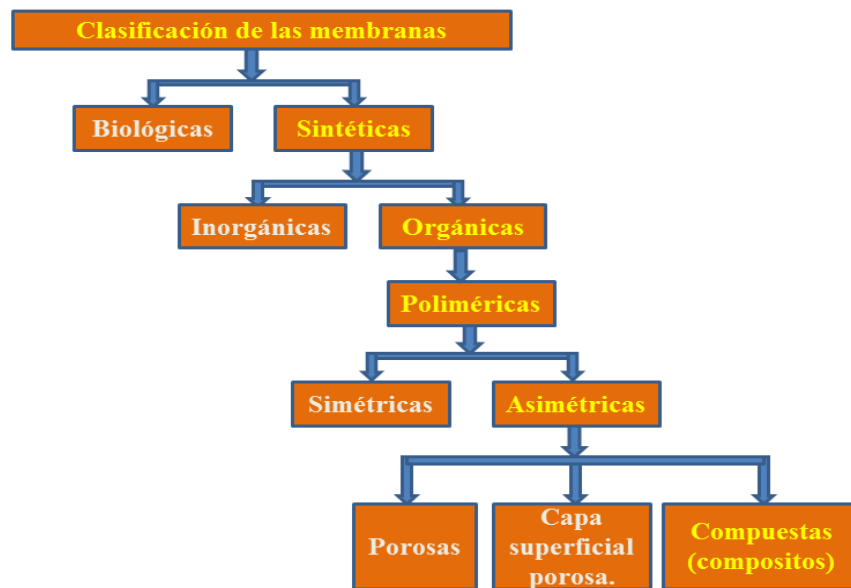 Clasificación de las membranas
Biológicas
Sintéticas
Inorgánicas
Orgánicas
Poliméricas
Simétricas
Asimétricas
Porosas
Capa
superficial
porosa.
Compuestas
(compositos)